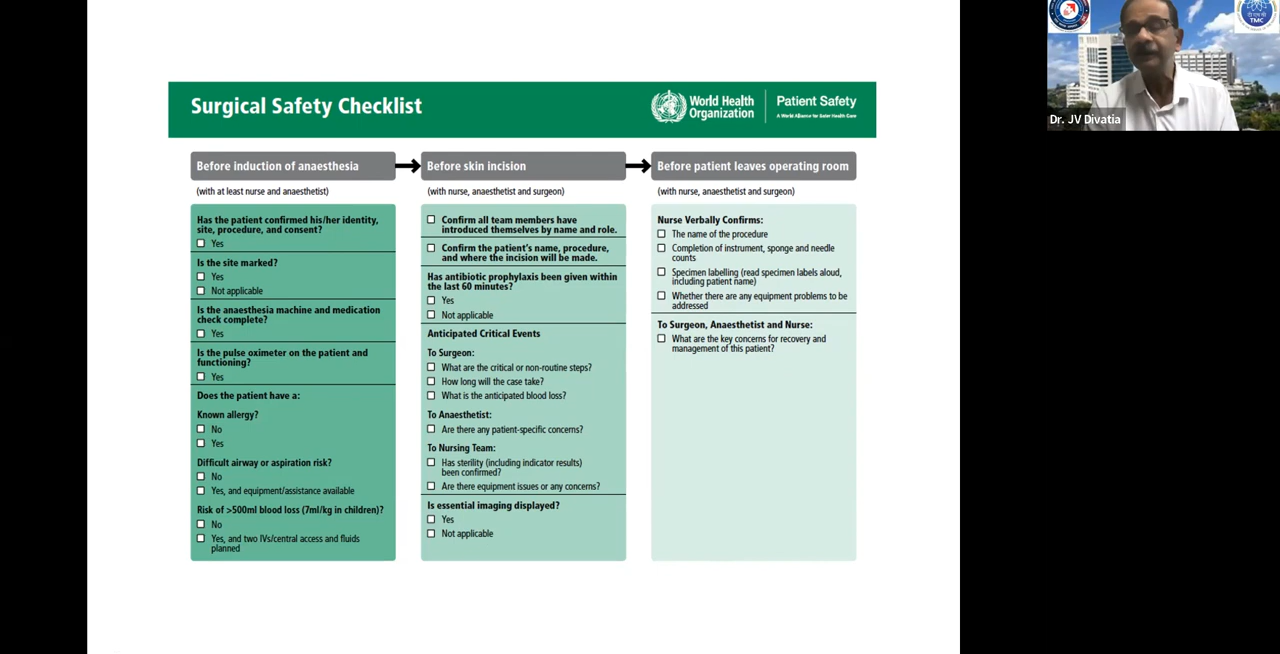 Surgical Safety Checklist
World Health
Organization
Patient Safety
A World Alliance for Safer Health Care
Before induction of anaesthesia
(with at least nurse and anaesthetist)
Has the patient confirmed his/her identity,
site, procedure, and consent?
Yes
Is the site marked?
Yes
Not applicable
Is the anaesthesia machine and medication
check complete?
Yes
Is the pulse oximeter on the patient and
functioning?
Yes
Does the patient have a:
Known allergy?
No
Yes
Difficult airway or aspiration risk?
No
Yes, and equipment/assistance available
Risk of >500ml blood loss (7ml/kg in children)?
No
Yes, and two IVs/central access and fluids
planned
Before skin incision
(with nurse, anaesthetist and surgeon)
Confirm all team members have
introduced themselves by name and role.
Confirm the patient's name, procedure,
and where the incision will be made.
Has antibiotic prophylaxis been given within
the last 60 minutes?
Yes
Not applicable
Anticipated Critical Events
To Surgeon:
What are the critical or non-routine steps?
How long will the case take?
What is the anticipated blood loss?
To Anaesthetist:
Are there any patient-specific concerns?
To Nursing Team:
Has sterility (including indicator results)
been confirmed?
Are there equipment issues or any concerns?
Is essential imaging displayed?
Yes
Not applicable
Before patient leaves operating room
(with nurse, anaesthetist and surgeon)
Nurse Verbally Confirms:
The name of the procedure
Completion of instrument, sponge and needle
counts
Specimen labelling (read specimen labels aloud,
including patient name)
Whether there are any equipment problems to be
addressed
To Surgeon, Anaesthetist and Nurse:
What are the key concerns for recovery and
management of this patient?
TMC
Dr. JV Divatia